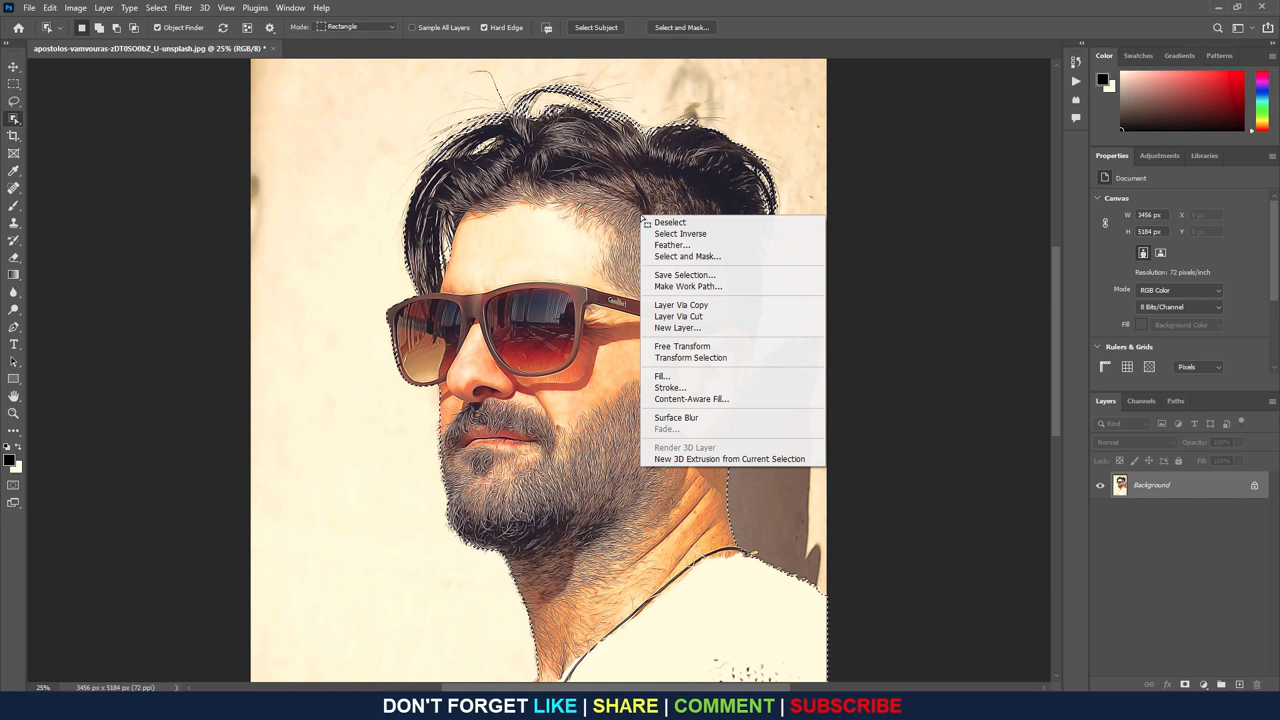 Ps File Edit Image Layer Type Select Filter 3D View Plugins Window Help
Object Finder Mode: Rectangle Sample All Layers Hard Edge Select Subject Select and Mask...
apostolos-vamvouras-zDT0SO0bZ_U-unsplash.jpg @ 25% (RGB/8) * ×
Color Swatches Gradients Patterns
Properties Adjustments Libraries
Document
Canvas
W 3456 px X 0 px
H 5184 px Y 0 px
Resolution: 72 pixels/inch
Mode RGB Color
8 Bits/Channel
Fill Background Color
Rulers & Grids
Pixels
Layers Channels Paths
Kind
Normal Opacity: 100%
Lock: Fill: 100%
Background
Deselect
Select Inverse
Feather...
Select and Mask...
Save Selection...
Make Work Path...
Layer Via Copy
Layer Via Cut
New Layer...
Free Transform
Transform Selection
Fill...
Stroke...
Content-Aware Fill...
Surface Blur
Fade...
Render 3D Layer
New 3D Extrusion from Current Selection
25% 3456 px x 5184 px (72 ppi)
DON'T FORGET LIKE | SHARE | COMMENT | SUBSCRIBE